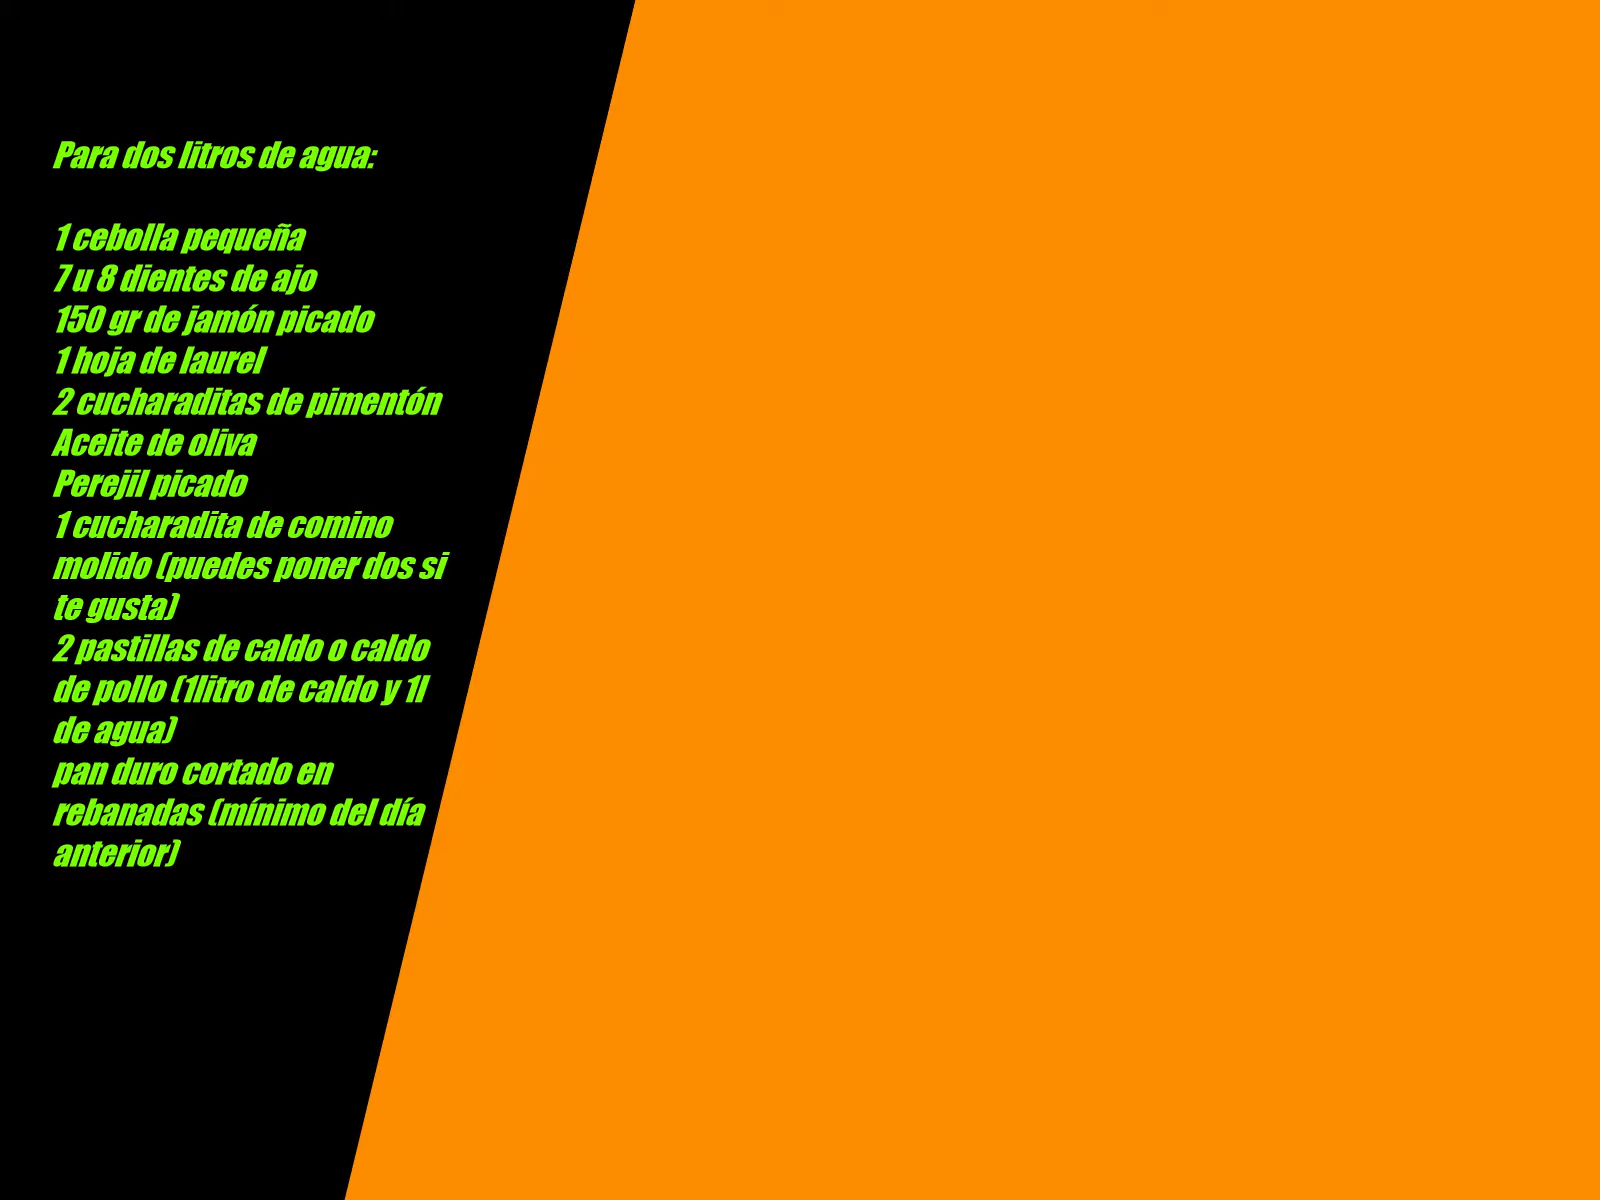 Para dos litros de agua:
1 cebolla pequeña
7 u 8 dientes de ajo
150 gr de jamón picado
1 hoja de laurel
2 cucharaditas de pimentón
Aceite de oliva
Perejil picado
1 cucharadita de comino
molido (puedes poner dos si
te gusta)
2 pastillas de caldo o caldo
de pollo (1litro de caldo y 1l
de agua)
pan duro cortado en
rebanadas (mínimo del día
anterior)